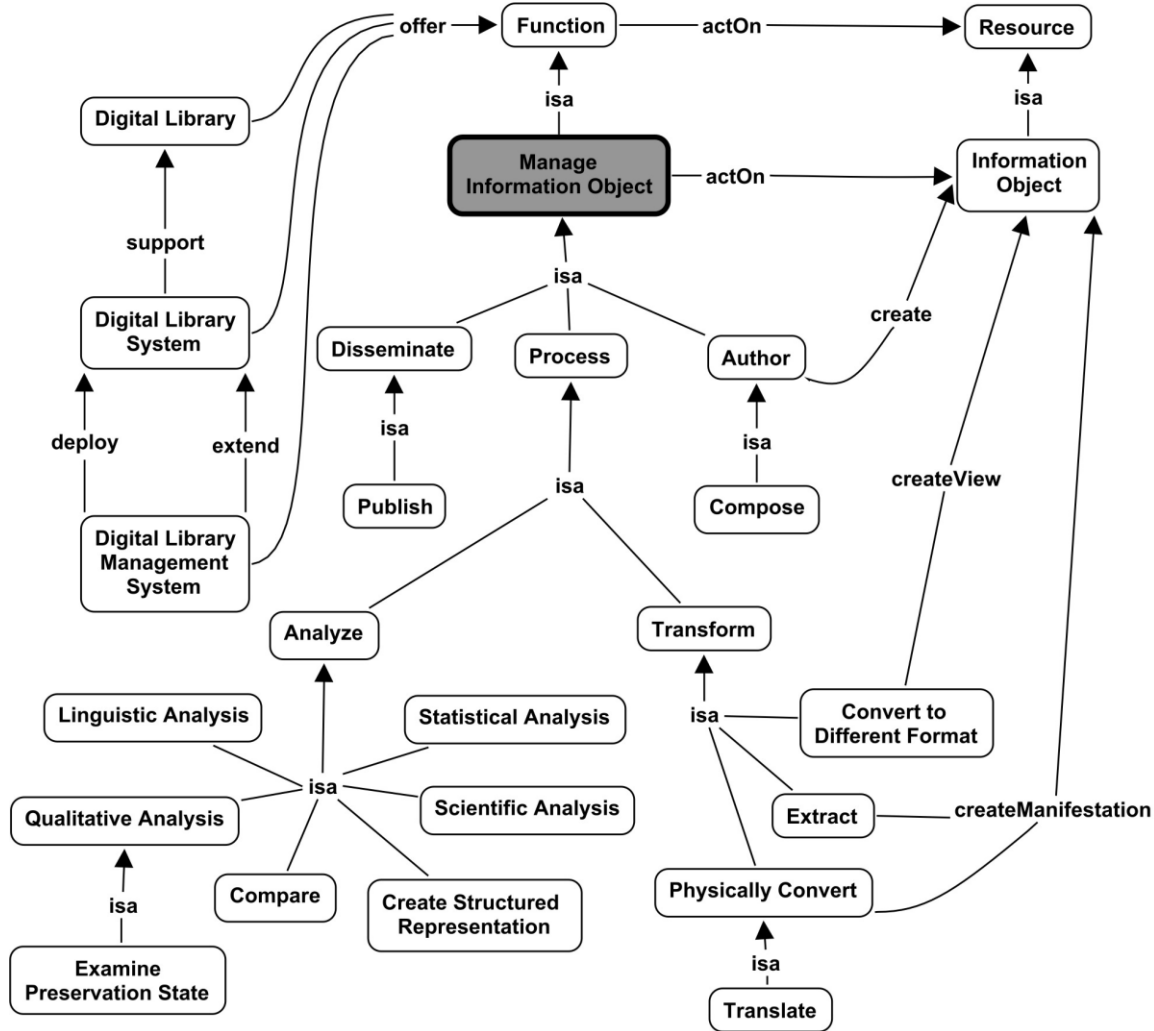 offer
Function
actOn
Resource
isa
isa
Digital Library
Manage
Information Object
actOn
Information
Object
support
isa
create
Digital Library
System
Disseminate
Process
Author
deploy
extend
isa
isa
createView
isa
Publish
Compose
Digital Library
Management
System
Analyze
Transform
Linguistic Analysis
Statistical Analysis
isa
Convert to
Different Format
isa
Qualitative Analysis
Scientific Analysis
Extract
createManifestation
Compare
Create Structured
Representation
Physically Convert
isa
isa
Examine
Preservation State
Translate